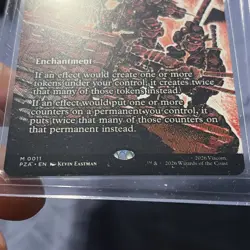 Enchantment
If an effect would create one or more
tokens under your control, it creates twice
that many of those tokens instead.
If an effect would put one or more
counters on a permanent you control, it
puts twice that many of those counters on
that permanent instead.
M 0011
PZA • EN Kevin Eastman
™ & © 2026 Viacom.
2026 Wizards of the Coast